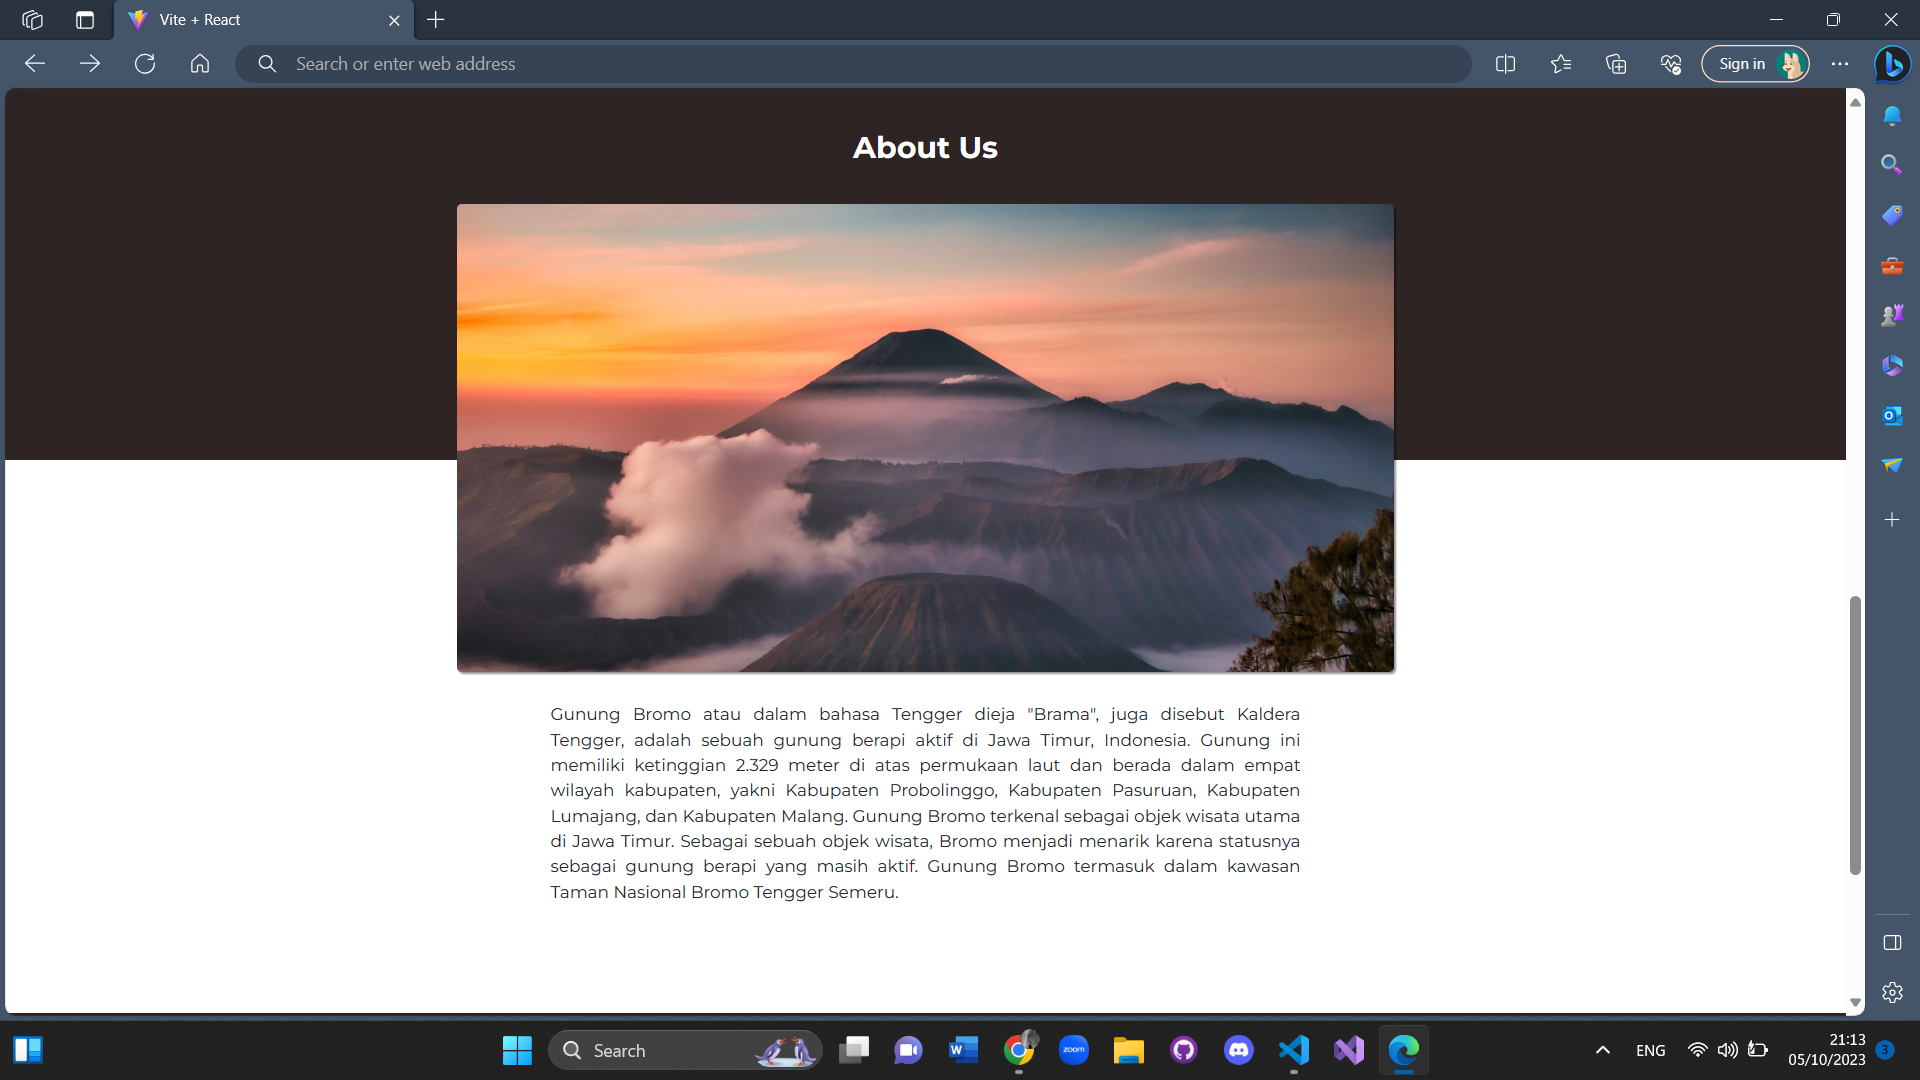 Vite + React
Search or enter web address
Sign in
About Us
Gunung Bromo atau dalam bahasa Tengger dieja "Brama", juga disebut Kaldera
Tengger, adalah sebuah gunung berapi aktif di Jawa Timur, Indonesia. Gunung ini
memiliki ketinggian 2.329 meter di atas permukaan laut dan berada dalam empat
wilayah kabupaten, yakni Kabupaten Probolinggo, Kabupaten Pasuruan, Kabupaten
Lumajang, dan Kabupaten Malang. Gunung Bromo terkenal sebagai objek wisata utama
di Jawa Timur. Sebagai sebuah objek wisata, Bromo menjadi menarik karena statusnya
sebagai gunung berapi yang masih aktif. Gunung Bromo termasuk dalam kawasan
Taman Nasional Bromo Tengger Semeru.
Search
zoom
ENG
21:13
05/10/2023
3